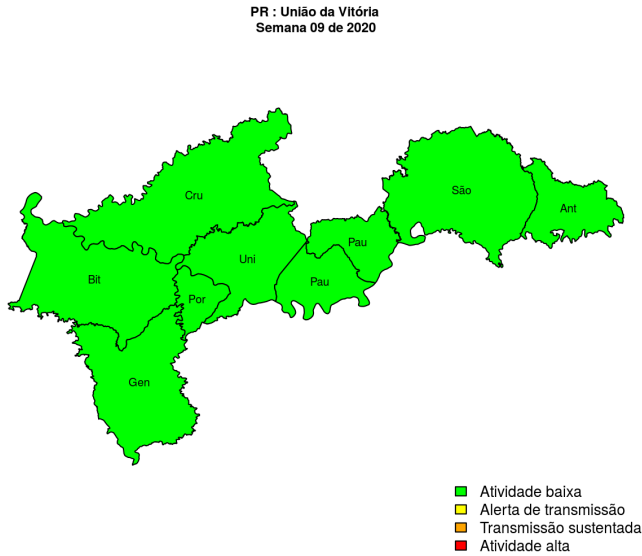 PR : União da Vitória
Semana 09 de 2020
Cru
São
Ant
Pau
Uni
Bit
Pau
Por
Gen
Atividade baixa
Alerta de transmissão
Transmissão sustentada
Atividade alta